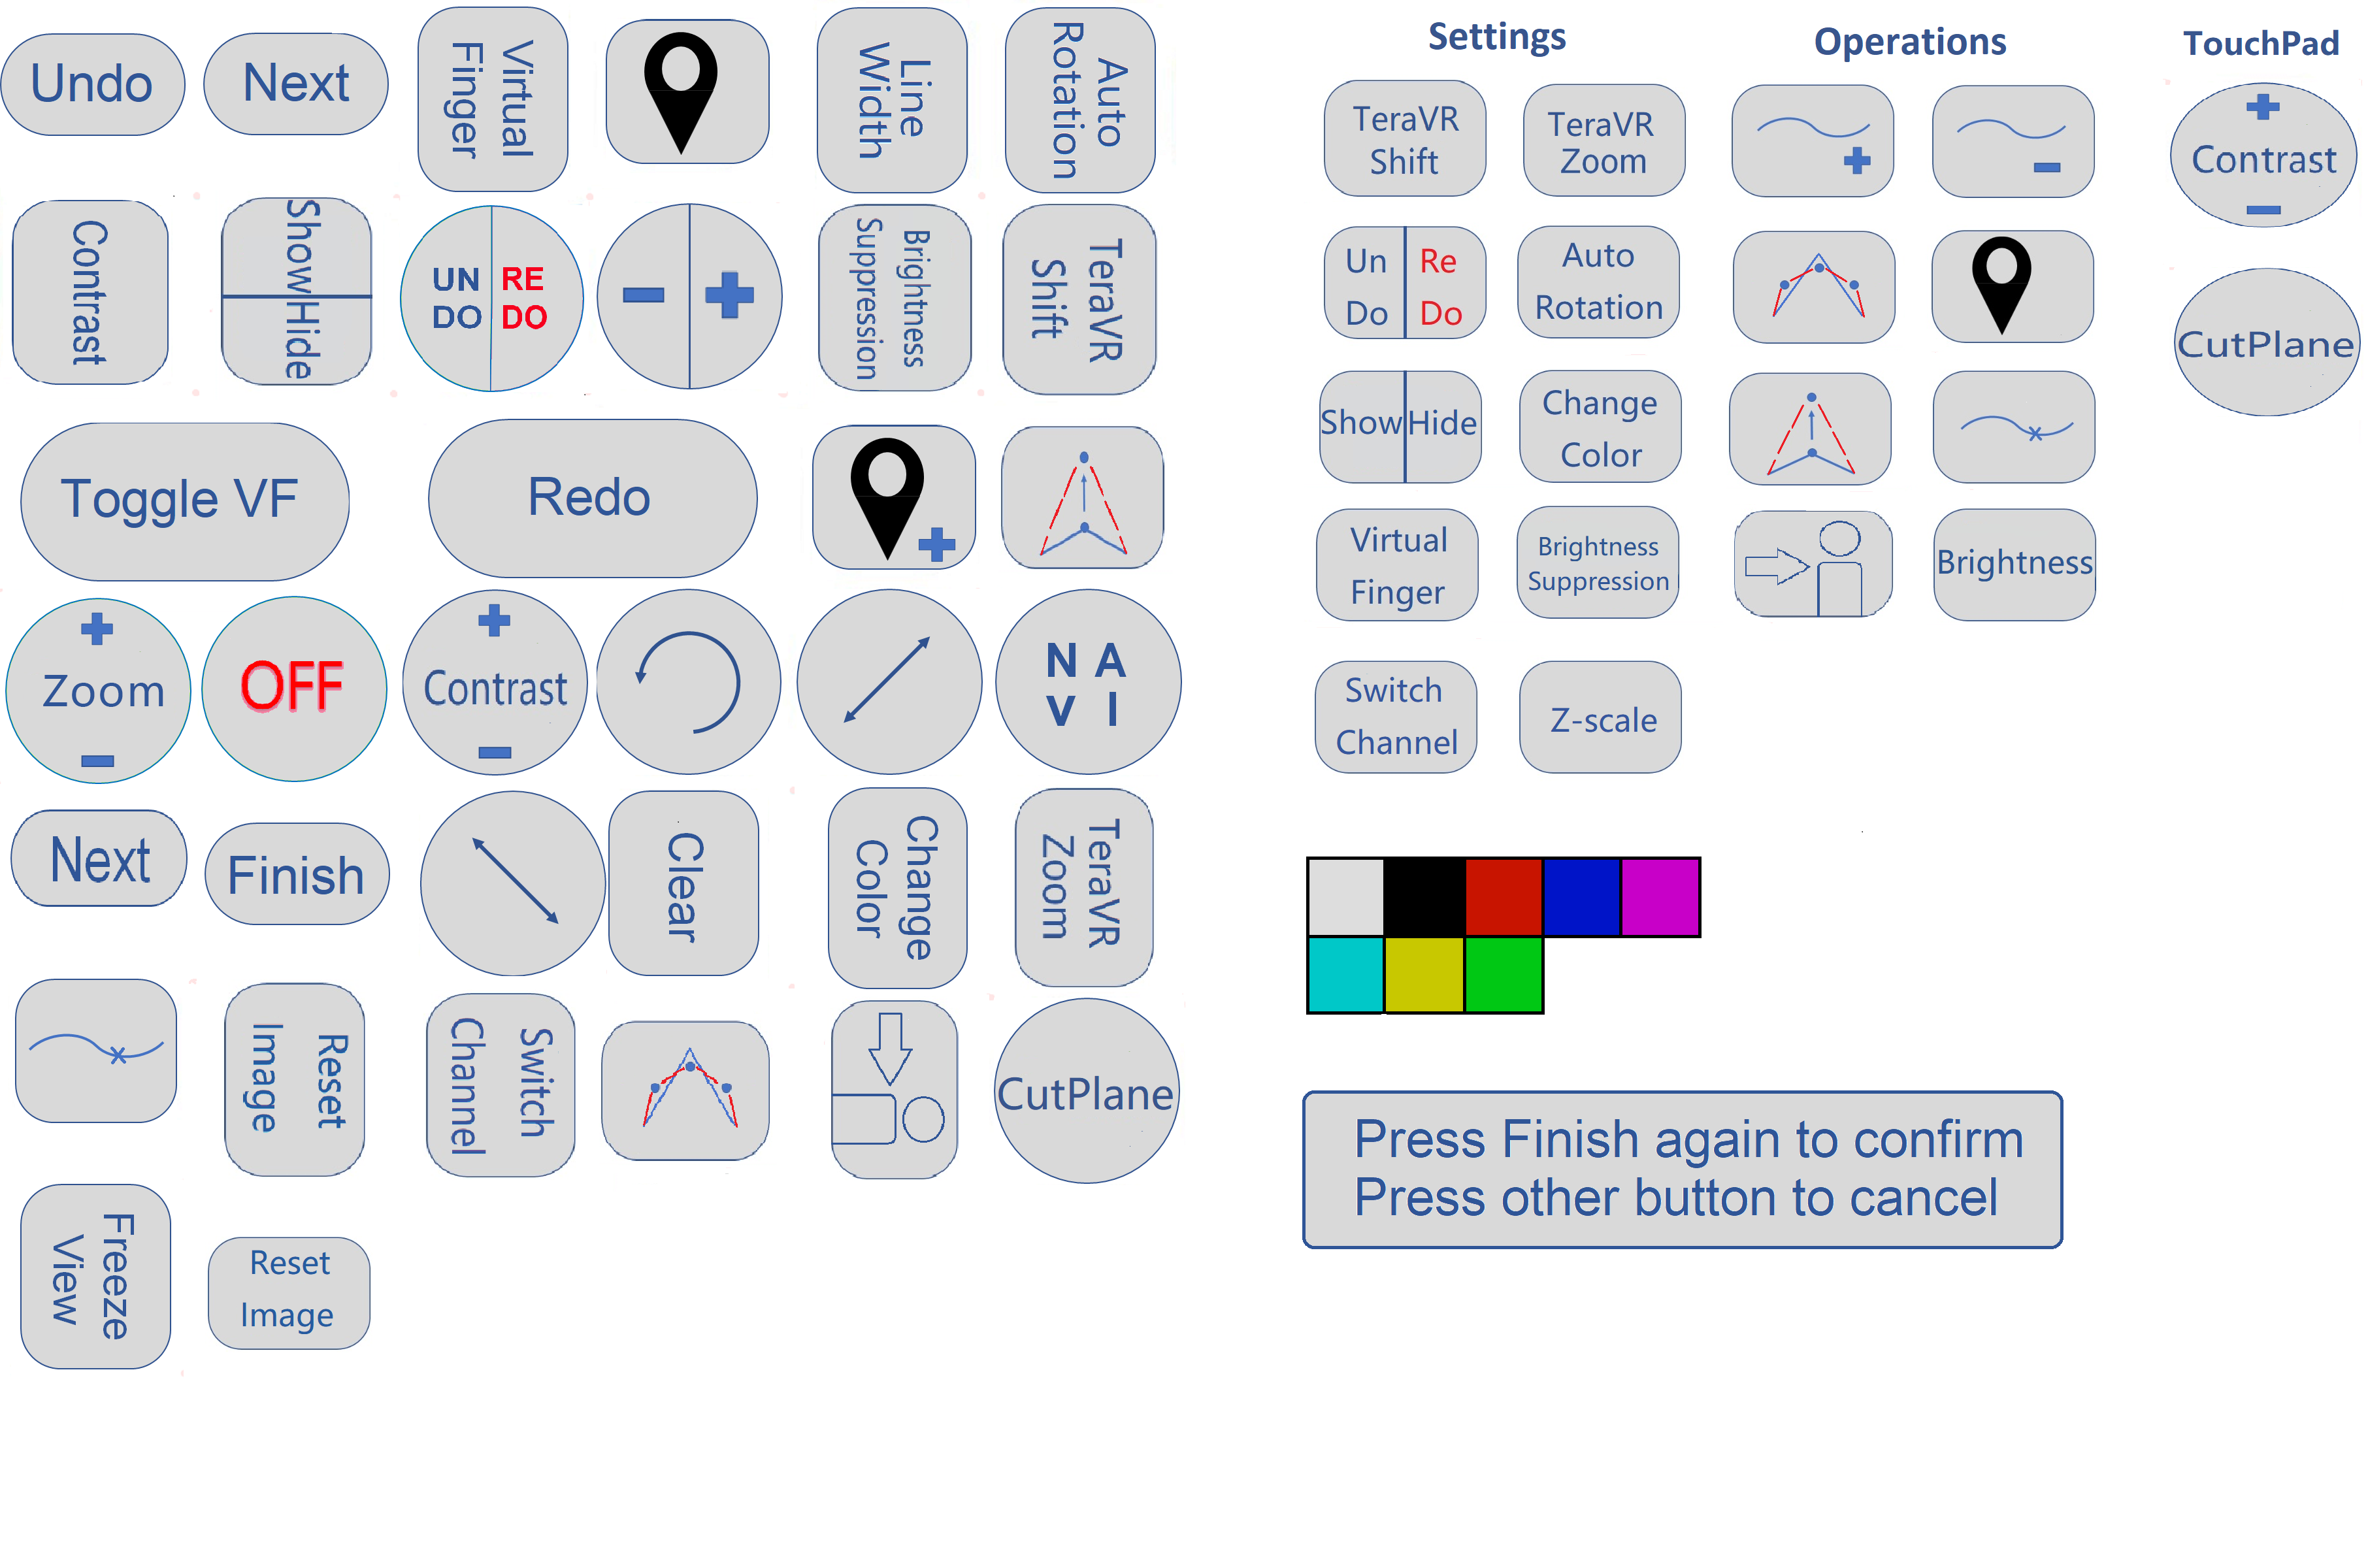 Undo
Next
Virtual
Finger
Line
Width
Auto
Rotation
Contrast
Show
Hide
UN
DO
RE
DO
Brightness
Suppression
TeraVR
Shift
Toggle VF
Redo
Zoom
OFF
Contrast
N A
V I
Next
Finish
Clear
Change
Color
TeraVR
Zoom
Reset
Image
Switch
Channel
CutPlane
Freeze
View
Reset
Image
Settings
TeraVR
Shift
TeraVR
Zoom
Un
Do
Re
Do
Auto
Rotation
Show
Hide
Change
Color
Virtual
Finger
Brightness
Suppression
Switch
Channel
Z-scale
Operations
Brightness
TouchPad
Contrast
CutPlane
Press Finish again to confirm
Press other button to cancel